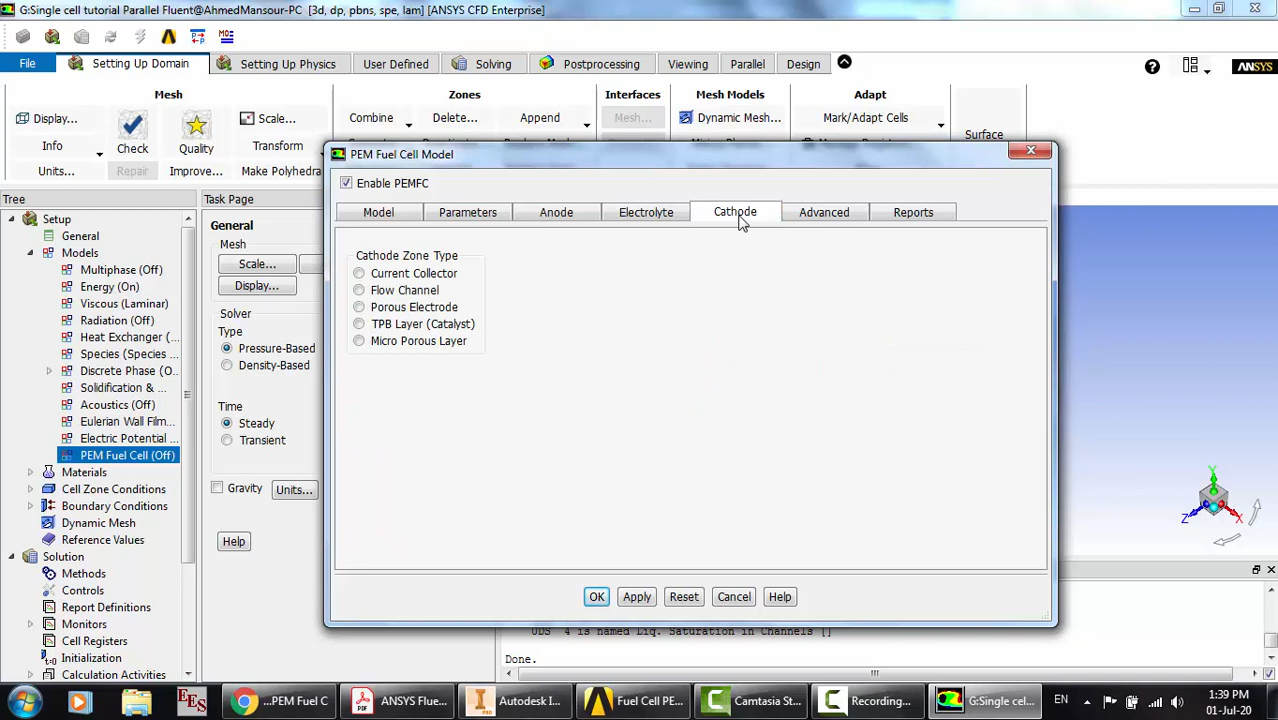 G:Single cell tutorial Parallel Fluent@AhmedMansour-PC [3d, dp, pbns, spe, lam] [ANSYS CFD Enterprise]
File Setting Up Domain Setting Up Physics User Defined Solving Postprocessing Viewing Parallel Design ANSYS
Mesh Zones Interfaces Mesh Models Adapt
Display... Scale... Combine Delete... Append Mesh... Dynamic Mesh... Mark/Adapt Cells
Info Check Quality Transform Surface
Units... Repair Improve... Make Polyhedra
PEM Fuel Cell Model
Enable PEMFC
Model Parameters Anode Electrolyte Cathode Advanced Reports
Cathode Zone Type
Current Collector
Flow Channel
Porous Electrode
TPB Layer (Catalyst)
Micro Porous Layer
OK Apply Reset Cancel Help
Tree
Setup
General
Models
Multiphase (Off)
Energy (On)
Viscous (Laminar)
Radiation (Off)
Heat Exchanger (...
Species (Species ...
Discrete Phase (O...
Solidification & ...
Acoustics (Off)
Eulerian Wall Film...
Electric Potential ...
PEM Fuel Cell (Off)
Materials
Cell Zone Conditions
Boundary Conditions
Dynamic Mesh
Reference Values
Solution
Methods
Controls
Report Definitions
Monitors
Cell Registers
Initialization
Calculation Activities
Task Page
General
Mesh
Scale...
Display...
Solver
Type
Pressure-Based
Density-Based
Time
Steady
Transient
Gravity Units...
Help
Y
Z X
UDS 4 is named Liq. Saturation in Channels []
Done.
EES ...PEM Fuel C ANSYS Flue... Autodesk I... Fuel Cell PE... Camtasia St... Recording... Single cel... EN 1:39 PM
01-Jul-20